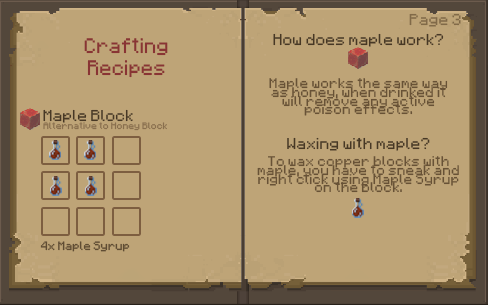 Crafting
Recipes
Maple Block
Alternative to Honey Block
4x Maple Syrup
Page 3
How does maple work?
Maple works the same way
as honey, when drinked it
will remove any active
poison effects.
Waxing with maple?
To wax copper blocks with
maple, you have to sneak and
right click using Maple Syrup
on the Block.